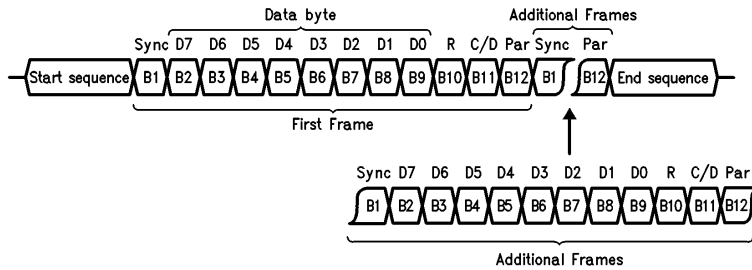 Data byte
Additional Frames
Sync D7 D6 D5 D4 D3 D2 D1 D0 R C/D Par Sync Par
Start sequence B1 B2 B3 B4 B5 B6 B7 B8 B9 B10 B11 B12 B1 B12 End sequence
First Frame
Sync D7 D6 D5 D4 D3 D2 D1 D0 R C/D Par
B1 B2 B3 B4 B5 B6 B7 B8 B9 B10 B11 B12
Additional Frames